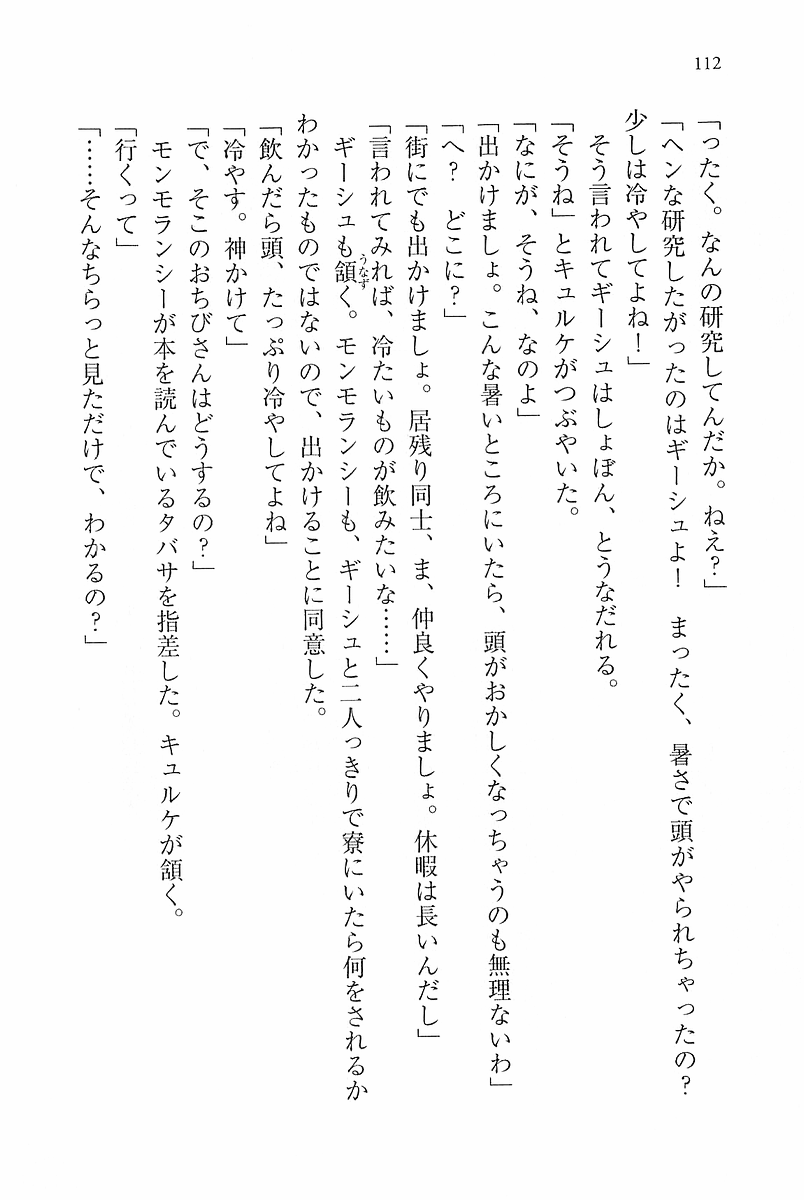 112
「ったく。なんの研究してんだか。ねえ？」
「ヘンな研究したがったのはギーシュよ！　まったく、暑さで頭がやられちゃったの？
少しは冷やしてよね！」
　そう言われてギーシュはしょぼん、とうなだれる。
「そうね」とキュルケがつぶやいた。
「なにが、そうね、なのよ」
「出かけましょ。こんな暑いところにいたら、頭がおかしくなっちゃうのも無理ないわ」
「へ？　どこに？」
「街にでも出かけましょ。居残り同士、ま、仲良くやりましょ。休暇は長いんだし」
「言われてみれば、冷たいものが飲みたいな……」
　ギーシュも頷うなずく。モンモランシーも、ギーシュと二人っきりで寮にいたら何をされるか
わかったものではないので、出かけることに同意した。
「飲んだら頭、たっぷり冷やしてよね」
「冷やす。神かけて」
「で、そこのおちびさんはどうするの？」
　モンモランシーが本を読んでいるタバサを指差した。キュルケが頷く。
「行くって」
「……そんなちらっと見ただけで、わかるの？」